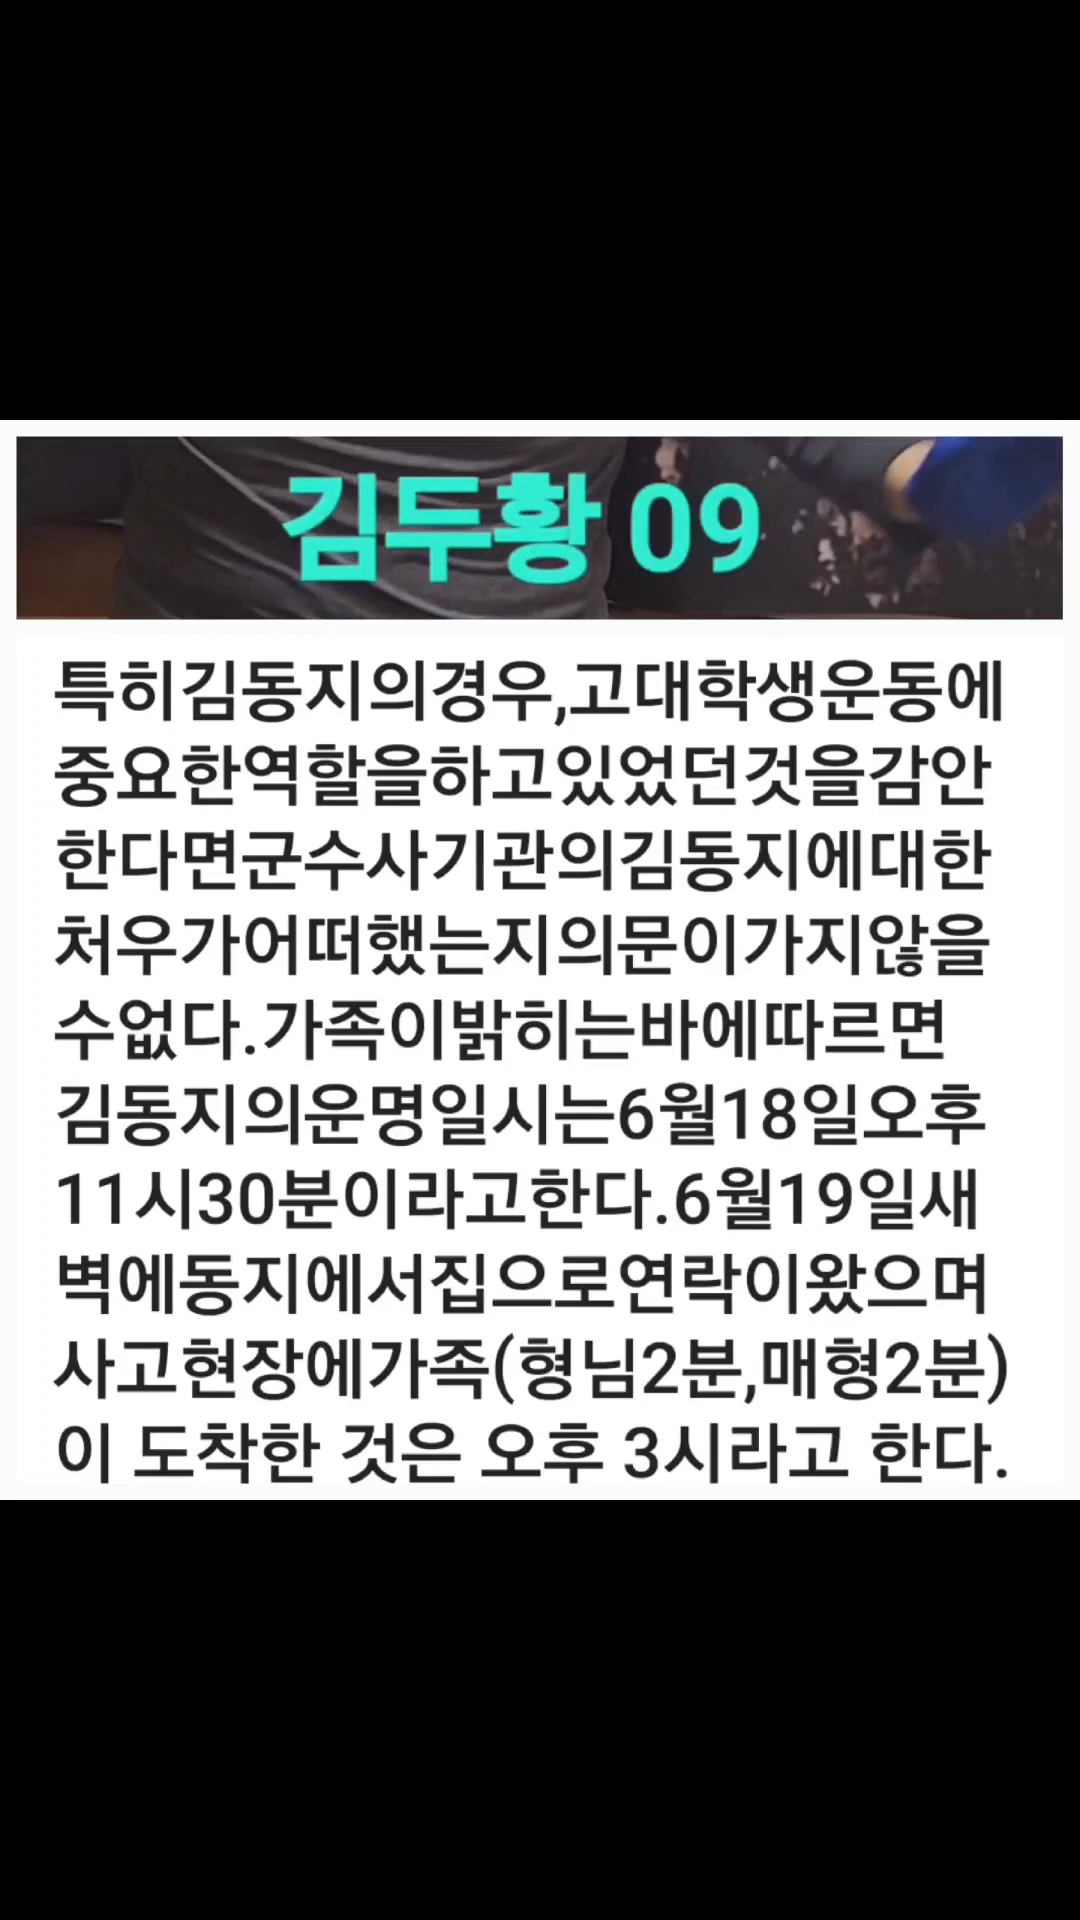 김두황 09
특히김동지의경우,고대학생운동에
중요한역할을하고있었던것을감안
한다면군수사기관의김동지에대한
처우가어떠했는지의문이가지않을
수없다.가족이밝히는바에따르면
김동지의운명일시는6월18일오후
11시30분이라고한다.6월19일새
벽에동지에서집으로연락이왔으며
사고현장에가족(형님2분,매형2분)
이 도착한 것은 오후 3시라고 한다.